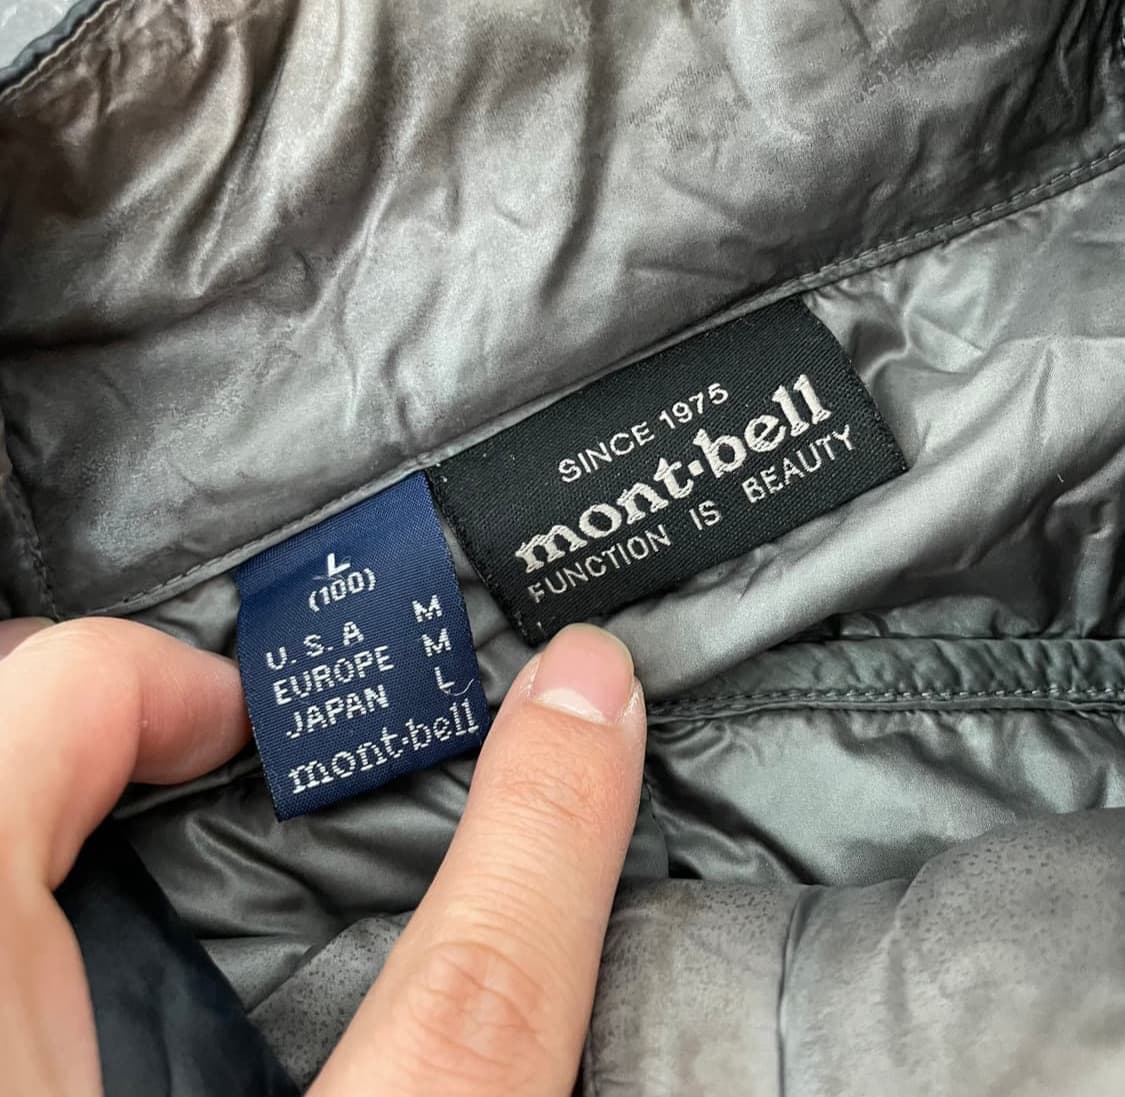 SINCE 1975
mont-bell
FUNCTION IS BEAUTY
L
(100)
U.S.A M
EUROPE M
JAPAN L
mont-bell